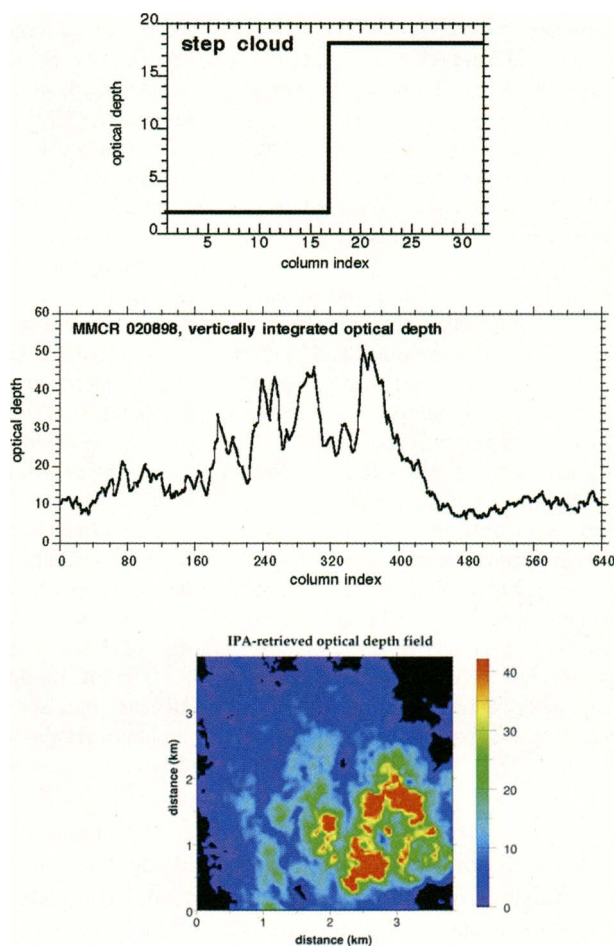 20
step cloud
15
10
5
0
optical depth
5 10 15 20 25 30
column index
60
MMCR 020898, vertically integrated optical depth
50
40
30
20
10
0
optical depth
0 80 160 240 320 400 480 560 640
column index
IPA-retrieved optical depth field
40
30
20
10
0
3
2
1
0
distance (km)
0 1 2 3
distance (km)